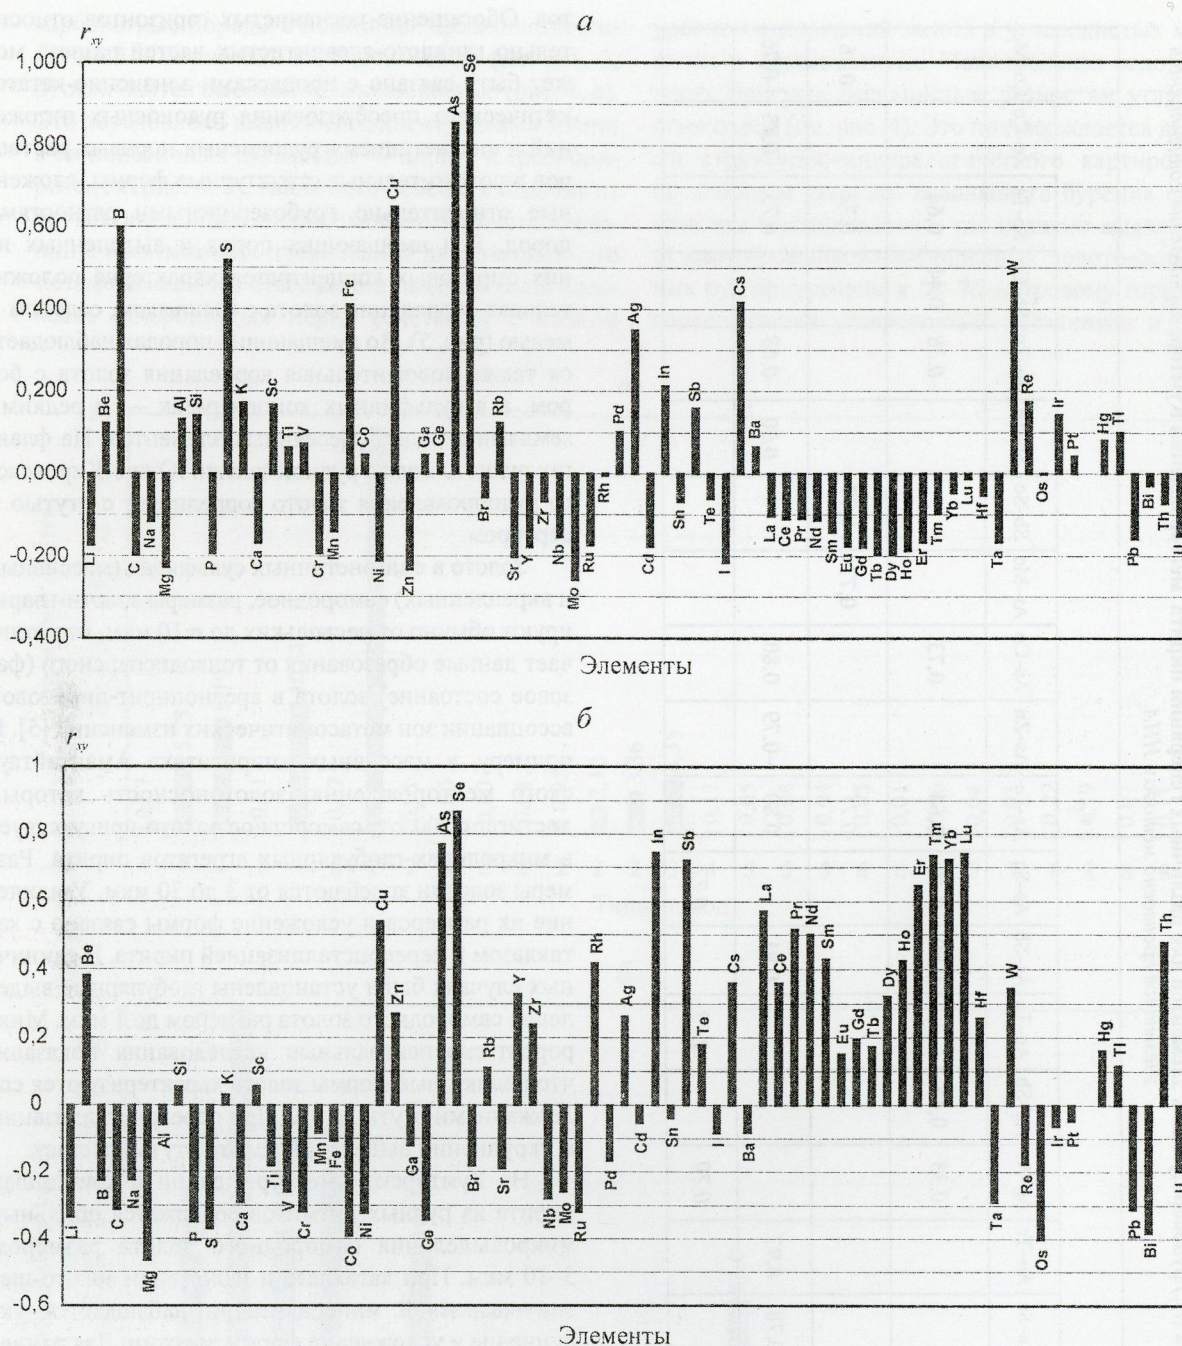 а
r xy
1,000
0,800
0,600
0,400
0,200
0,000
-0,200
-0,400
Li Be B C Na Mg Al Si P S K Ca Sc Ti V Cr Mn Fe Co Ni Cu Zn Ga Ge As Se Br Rb Sr Y Zr Nb Mo Ru Rh Pd Ag Cd In Sn Sb Te I Cs Ba La Ce Pr Nd Sm Eu Gd Tb Dy Ho Er Tm Yb Lu Hf Ta W Re Os Ir Pt Hg Tl Pb Bi Th U
Элементы
б
r xy
1
0,8
0,6
0,4
0,2
0
-0,2
-0,4
-0,6
Li Be B C Na Mg Al Si P S K Ca Sc Ti V Cr Mn Fe Co Ni Cu Zn Ga Ge As Se Br Rb Sr Y Zr Nb Mo Ru Rh Pd Ag Cd In Sn Sb Te I Cs Ba La Ce Pr Nd Sm Eu Gd Tb Dy Ho Er Tm Yb Lu Hf Ta W Re Os Ir Pt Hg Tl Pb Bi Th U
Элементы